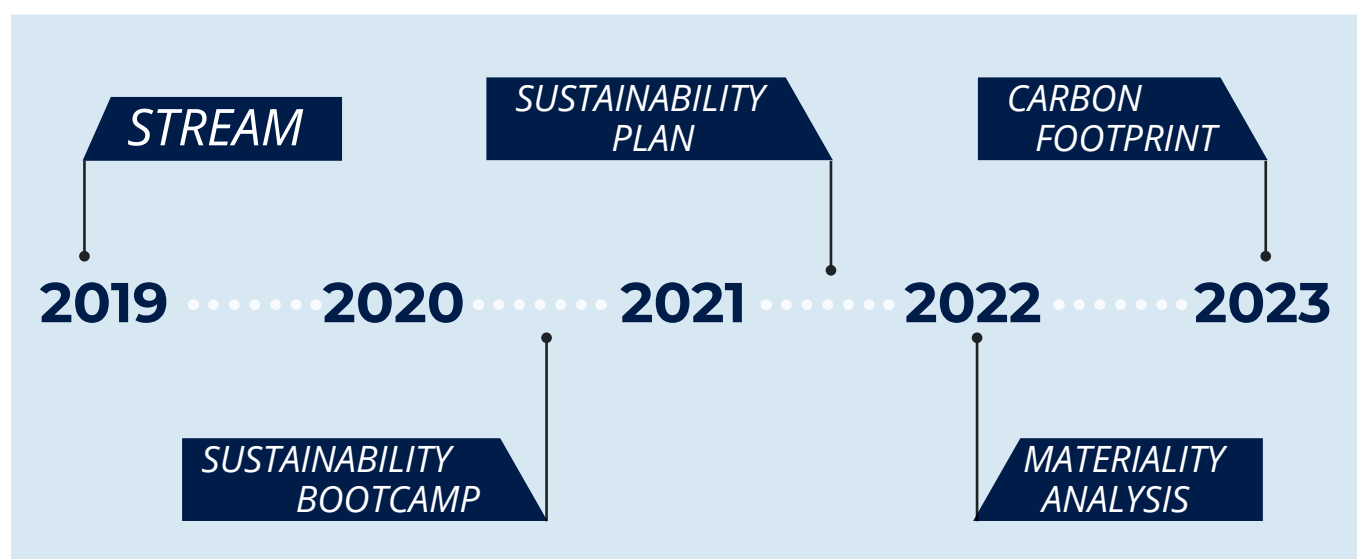 STREAM
SUSTAINABILITY
PLAN
CARBON
FOOTPRINT
2019 2020 2021 2022 2023
SUSTAINABILITY
BOOTCAMP
MATERIALITY
ANALYSIS